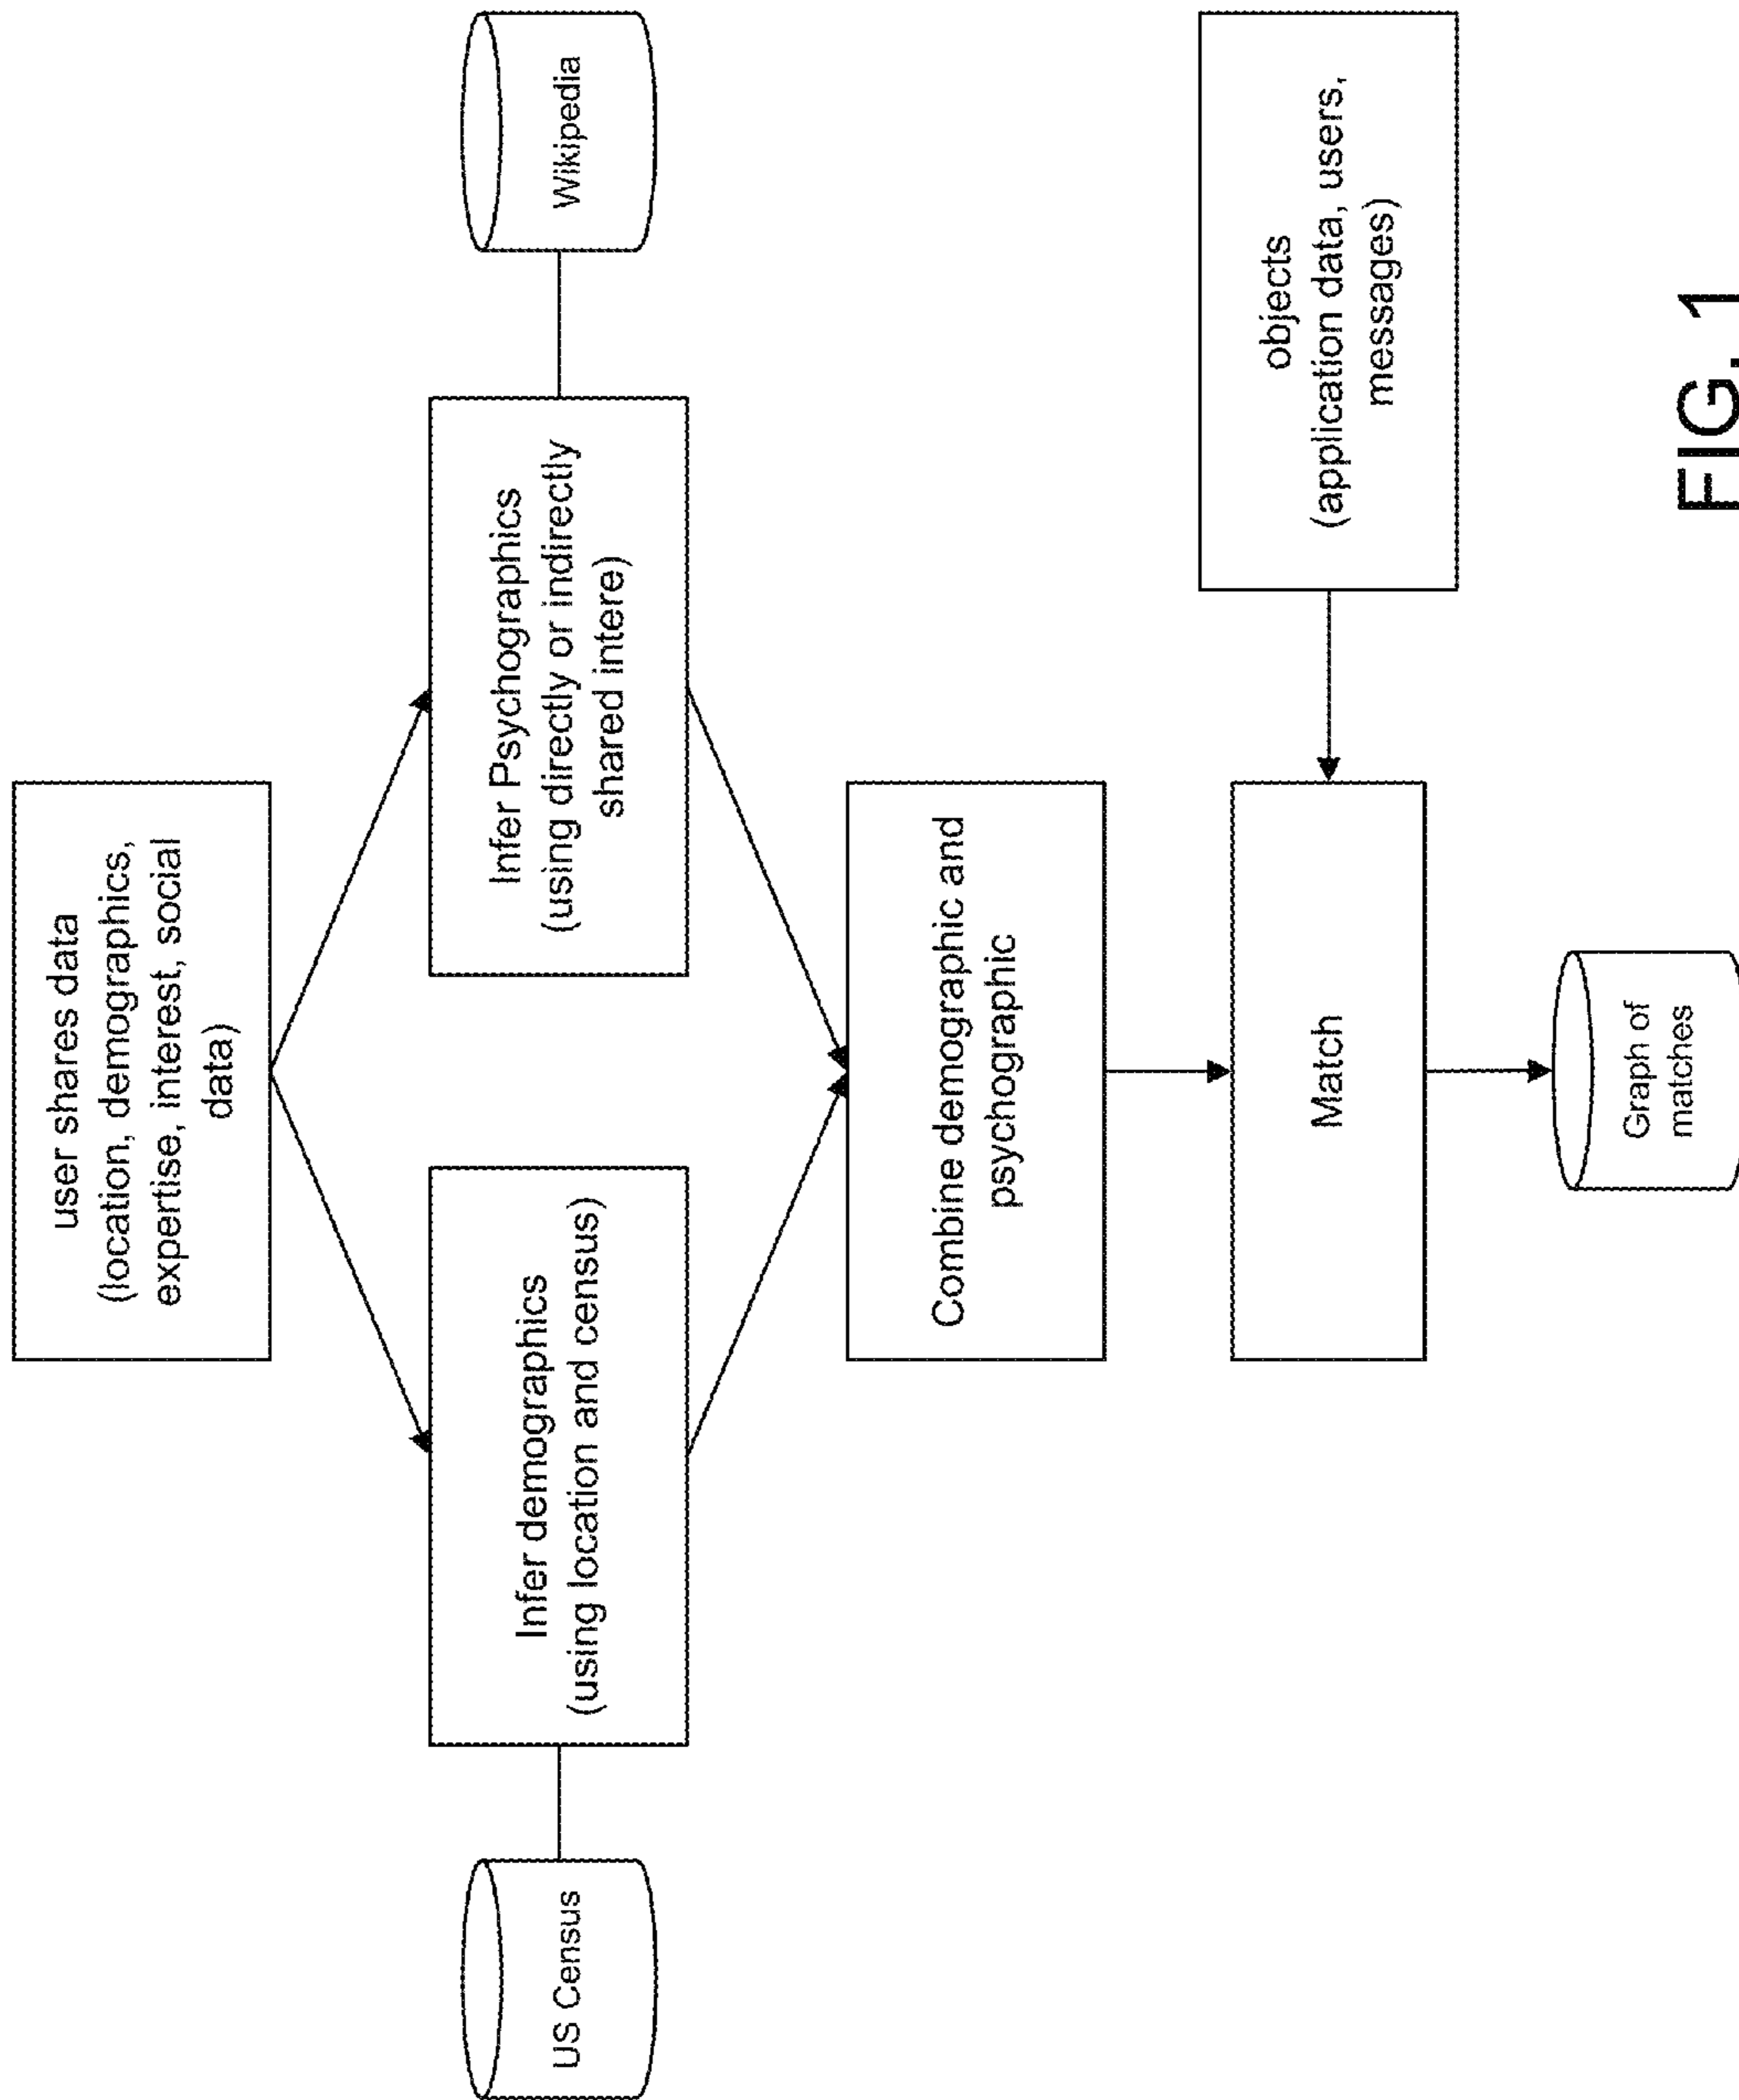 user shares data
(location, demographics,
expertise, interest, social
data)
US Census
Infer demographics
(using location and census)
Infer Psychographics
(using directly or indirectly
shared intere)
Wikipedia
Combine demographic and
psychographic
Match
objects
(application data, users,
messages)
Graph of
matches
FIG. 1